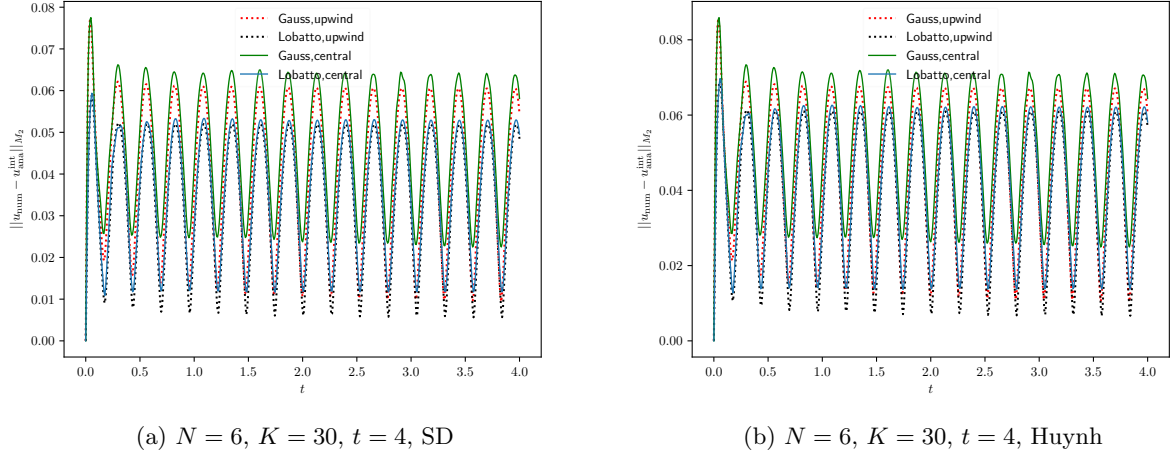 0.08
0.07
0.06
0.05
0.04
0.03
0.02
0.01
0.00
||u_num − u_ana^int||_M₂
0.0 0.5 1.0 1.5 2.0 2.5 3.0 3.5 4.0
t
Gauss,upwind
Lobatto,upwind
Gauss,central
Lobatto,central
(a) N = 6, K = 30, t = 4, SD
0.08
0.06
0.04
0.02
0.00
||u_num − u_ana^int||_M₂
0.0 0.5 1.0 1.5 2.0 2.5 3.0 3.5 4.0
t
Gauss,upwind
Lobatto,upwind
Gauss,central
Lobatto,central
(b) N = 6, K = 30, t = 4, Huynh